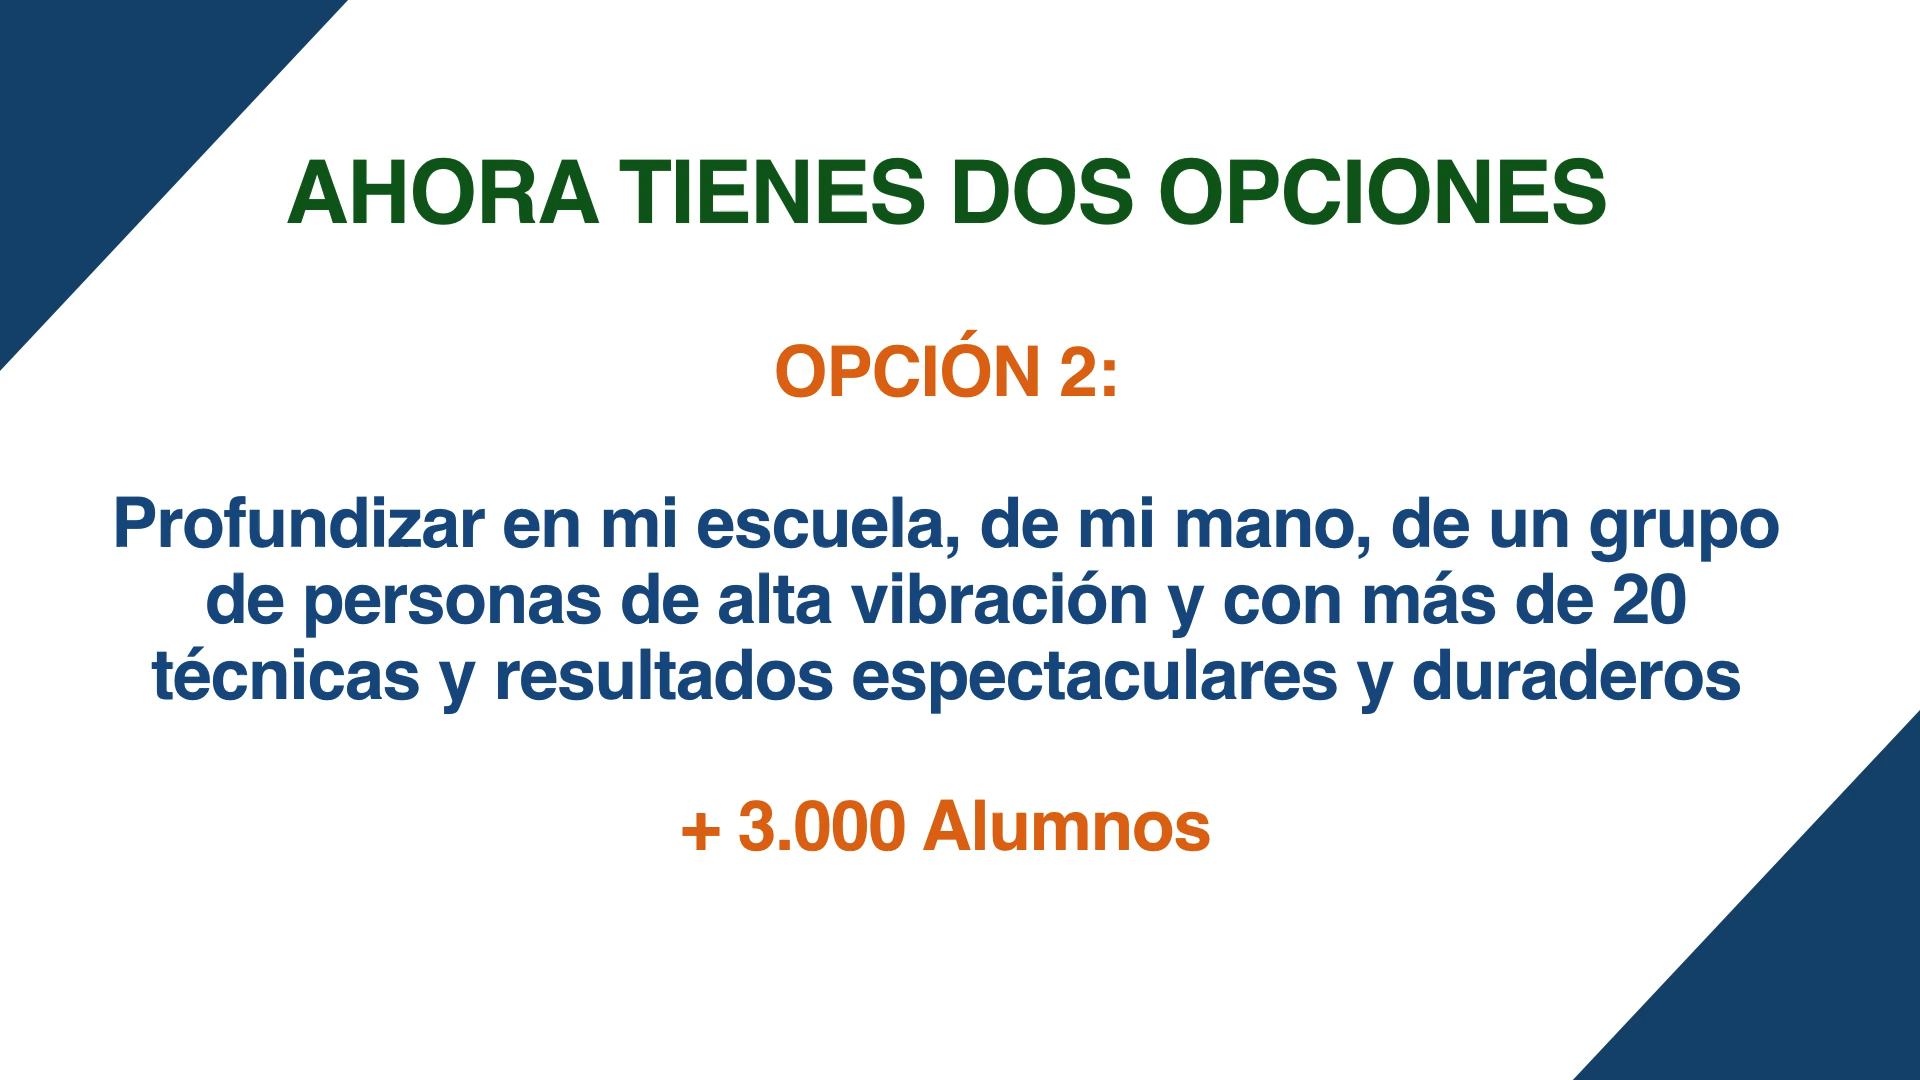 AHORA TIENES DOS OPCIONES
OPCIÓN 2:
Profundizar en mi escuela, de mi mano, de un grupo
de personas de alta vibración y con más de 20
técnicas y resultados espectaculares y duraderos
+ 3.000 Alumnos